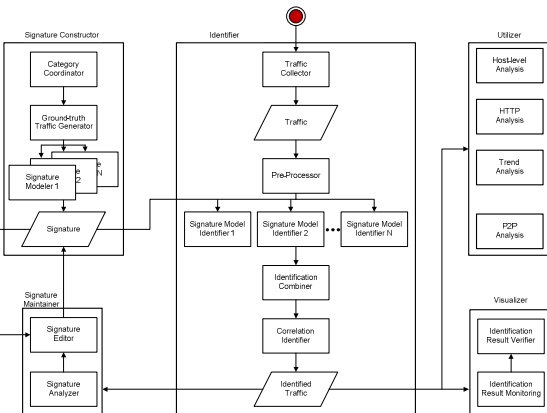 Signature Constructor
Category
Coordinator
Ground-truth
Traffic Generator
Signature
Modeler 1
e
2
e
N
Signature
Identifier
Traffic
Collector
Traffic
Pre-Processor
Signature Model
Identifier 1
Signature Model
Identifier 2
Signature Model
Identifier N
Identification
Combiner
Correlation
Identifier
Identified
Traffic
Utilizer
Host-level
Analysis
HTTP
Analysis
Trend
Analysis
P2P
Analysis
Signature
Maintainer
Signature
Editor
Signature
Analyzer
Visualizer
Identification
Result Verifier
Identification
Result Monitoring